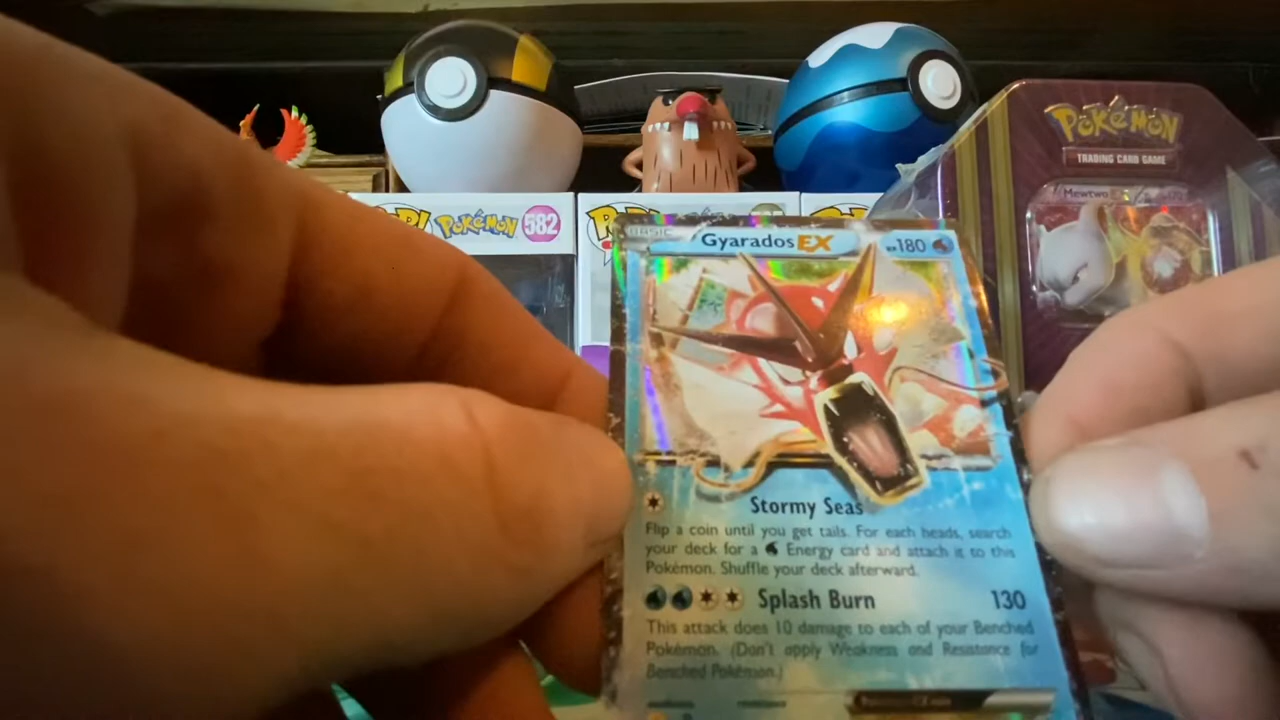 POKéMON
TRADING CARD GAME
Mewtwo
POP! POKéMON 582
BASIC
Gyarados EX
HP180
Stormy Seas
Flip a coin until you get tails. For each heads, search
your deck for a Energy card and attach it to this
Pokémon. Shuffle your deck afterward.
Splash Burn 130
This attack does 10 damage to each of your Benched
Pokémon. (Don't apply Weakness and Resistance for
Benched Pokémon.)